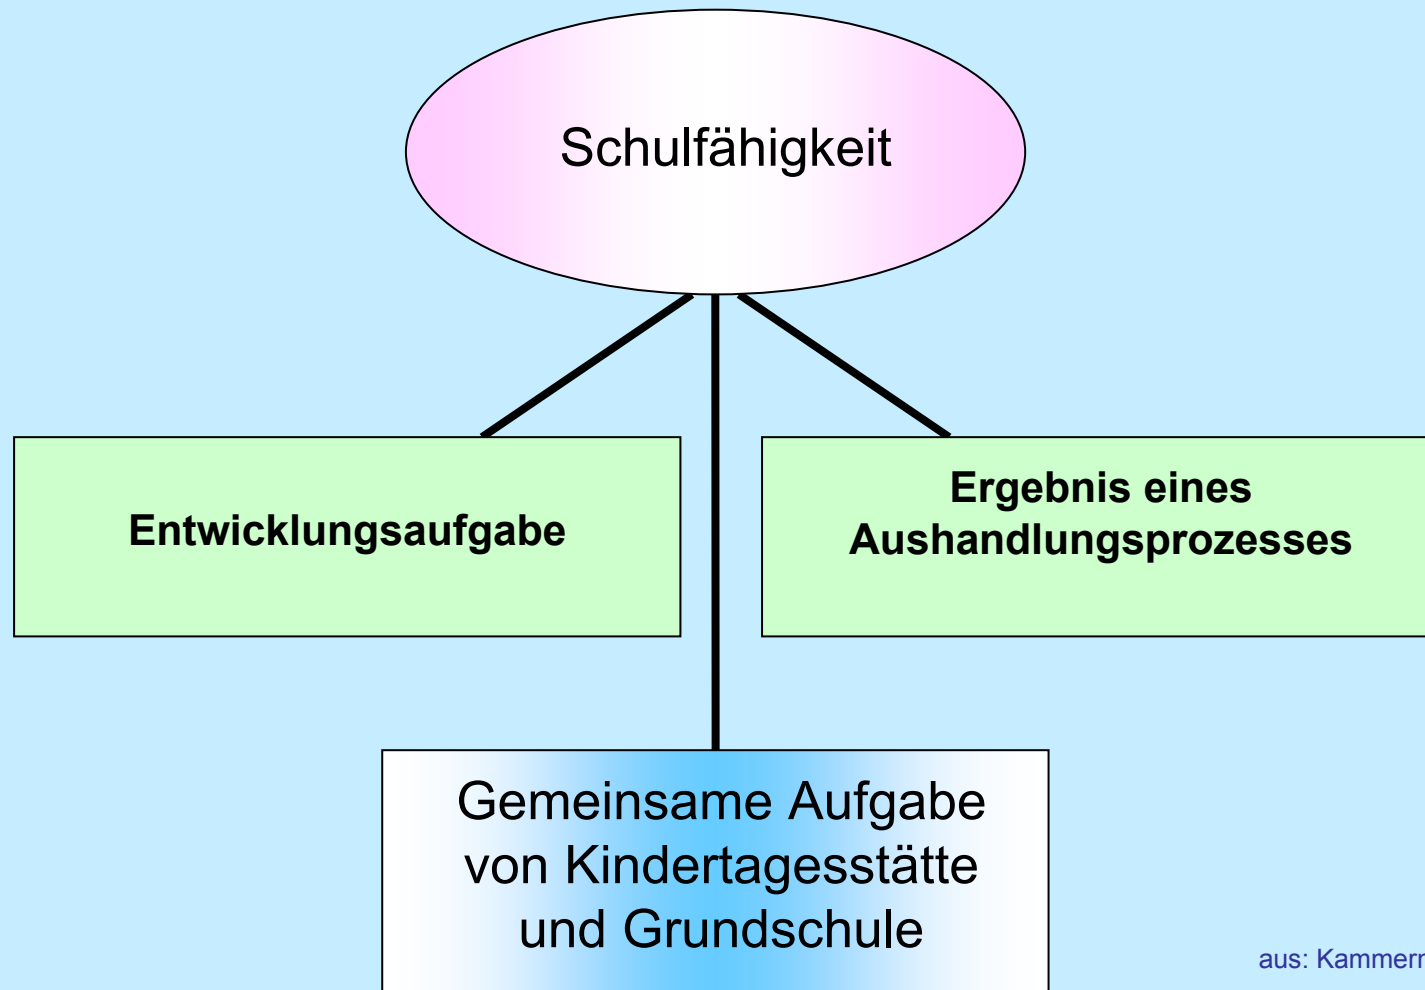 Schulfähigkeit
Entwicklungsaufgabe
Ergebnis eines
Aushandlungsprozesses
Gemeinsame Aufgabe
von Kindertagesstätte
und Grundschule
aus: